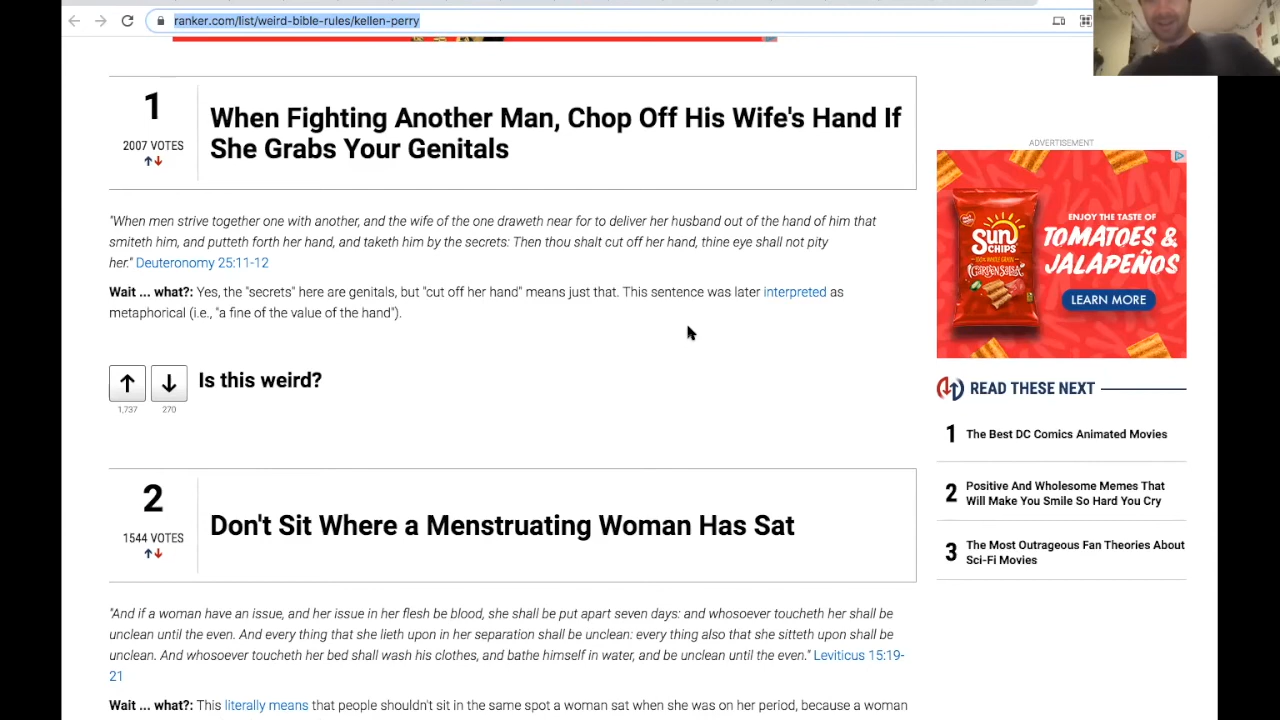 ranker.com/list/weird-bible-rules/kellen-perry
1
2007 VOTES
When Fighting Another Man, Chop Off His Wife's Hand If
She Grabs Your Genitals
"When men strive together one with another, and the wife of the one draweth near for to deliver her husband out of the hand of him that
smiteth him, and putteth forth her hand, and taketh him by the secrets: Then thou shalt cut off her hand, thine eye shall not pity
her." Deuteronomy 25:11-12
Wait ... what?: Yes, the "secrets" here are genitals, but "cut off her hand" means just that. This sentence was later interpreted as
metaphorical (i.e., "a fine of the value of the hand").
Is this weird?
1,737
270
2
1544 VOTES
Don't Sit Where a Menstruating Woman Has Sat
"And if a woman have an issue, and her issue in her flesh be blood, she shall be put apart seven days: and whosoever toucheth her shall be
unclean until the even. And every thing that she lieth upon in her separation shall be unclean: every thing also that she sitteth upon shall be
unclean. And whosoever toucheth her bed shall wash his clothes, and bathe himself in water, and be unclean until the even." Leviticus 15:19-
21
Wait ... what?: This literally means that people shouldn't sit in the same spot a woman sat when she was on her period, because a woman
ADVERTISEMENT
Sun
CHIPS
100% WHOLE GRAIN
GARDEN SALSA
ENJOY THE TASTE OF
TOMATOES &
JALAPEÑOS
LEARN MORE
READ THESE NEXT
1 The Best DC Comics Animated Movies
2 Positive And Wholesome Memes That
Will Make You Smile So Hard You Cry
3 The Most Outrageous Fan Theories About
Sci-Fi Movies